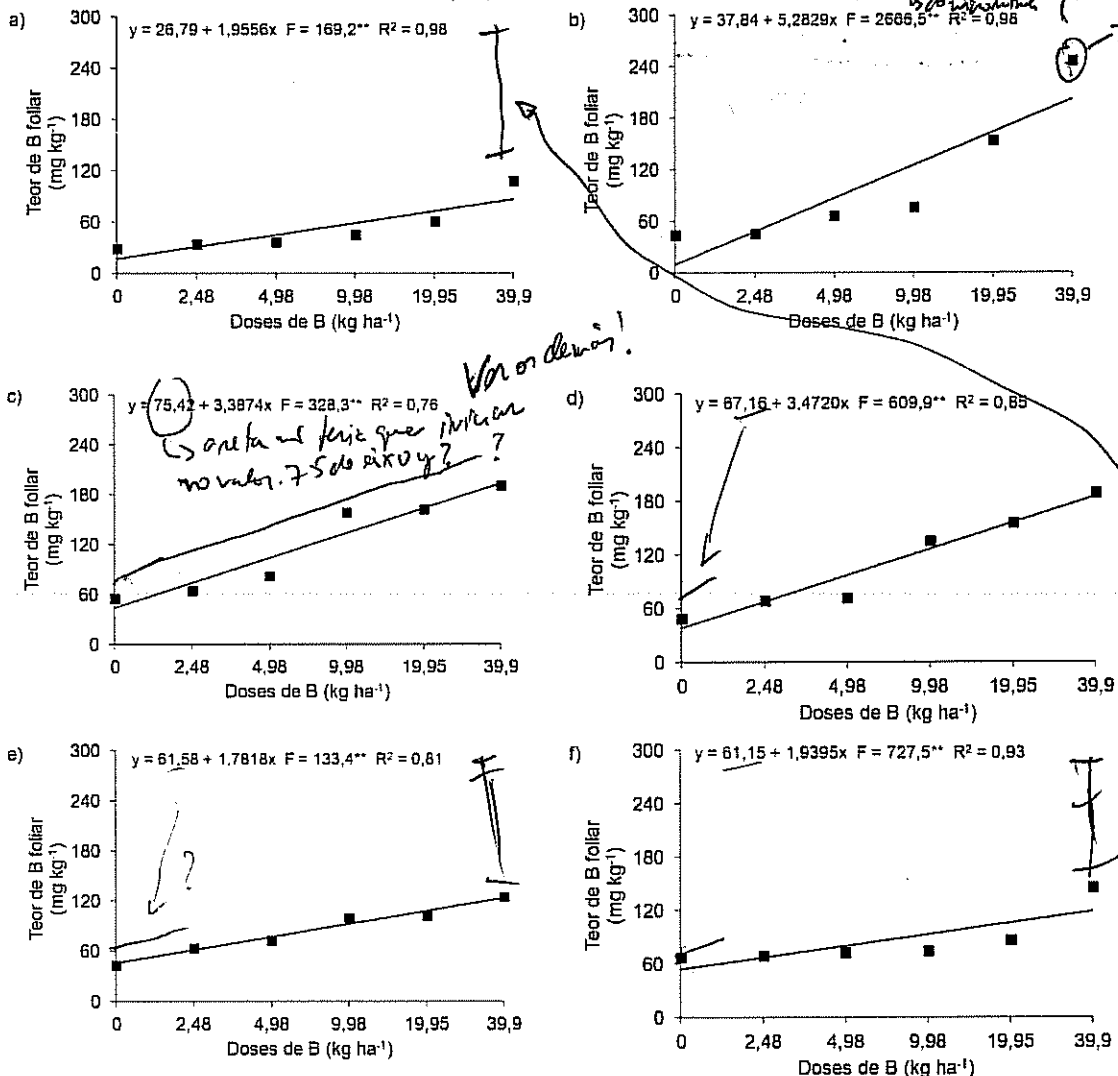 a)
y = 26,79 + 1,9556x F = 169,2** R² = 0,98
Teor de B foliar
(mg kg⁻¹)
300
240
180
120
60
0
0 2,48 4,98 9,98 19,95 39,9
Doses de B (kg ha⁻¹)
b)
y = 37,84 + 5,2829x F = 2666,5** R² = 0,98
Teor de B foliar
(mg kg⁻¹)
300
240
180
120
60
0
0 2,48 4,98 9,98 19,95 39,9
Doses de B (kg ha⁻¹)
Ver os demais!
c)
y = 75,42 + 3,3874x F = 328,3** R² = 0,76
a reta não teria que iniciar
no valor 75 do eixo y? ?
Teor de B foliar
(mg kg⁻¹)
300
240
180
120
60
0
0 2,48 4,98 9,98 19,95 39,9
Doses de B (kg ha⁻¹)
d)
y = 67,16 + 3,4720x F = 609,9** R² = 0,85
Teor de B foliar
(mg kg⁻¹)
300
240
180
120
60
0
0 2,48 4,98 9,98 19,95 39,9
Doses de B (kg ha⁻¹)
e)
y = 61,58 + 1,7818x F = 133,4** R² = 0,81
?
Teor de B foliar
(mg kg⁻¹)
300
240
180
120
60
0
0 2,48 4,98 9,98 19,95 39,9
Doses de B (kg ha⁻¹)
f)
y = 61,15 + 1,9395x F = 727,5** R² = 0,93
Teor de B foliar
(mg kg⁻¹)
300
240
180
120
60
0
0 2,48 4,98 9,98 19,95 39,9
Doses de B (kg ha⁻¹)